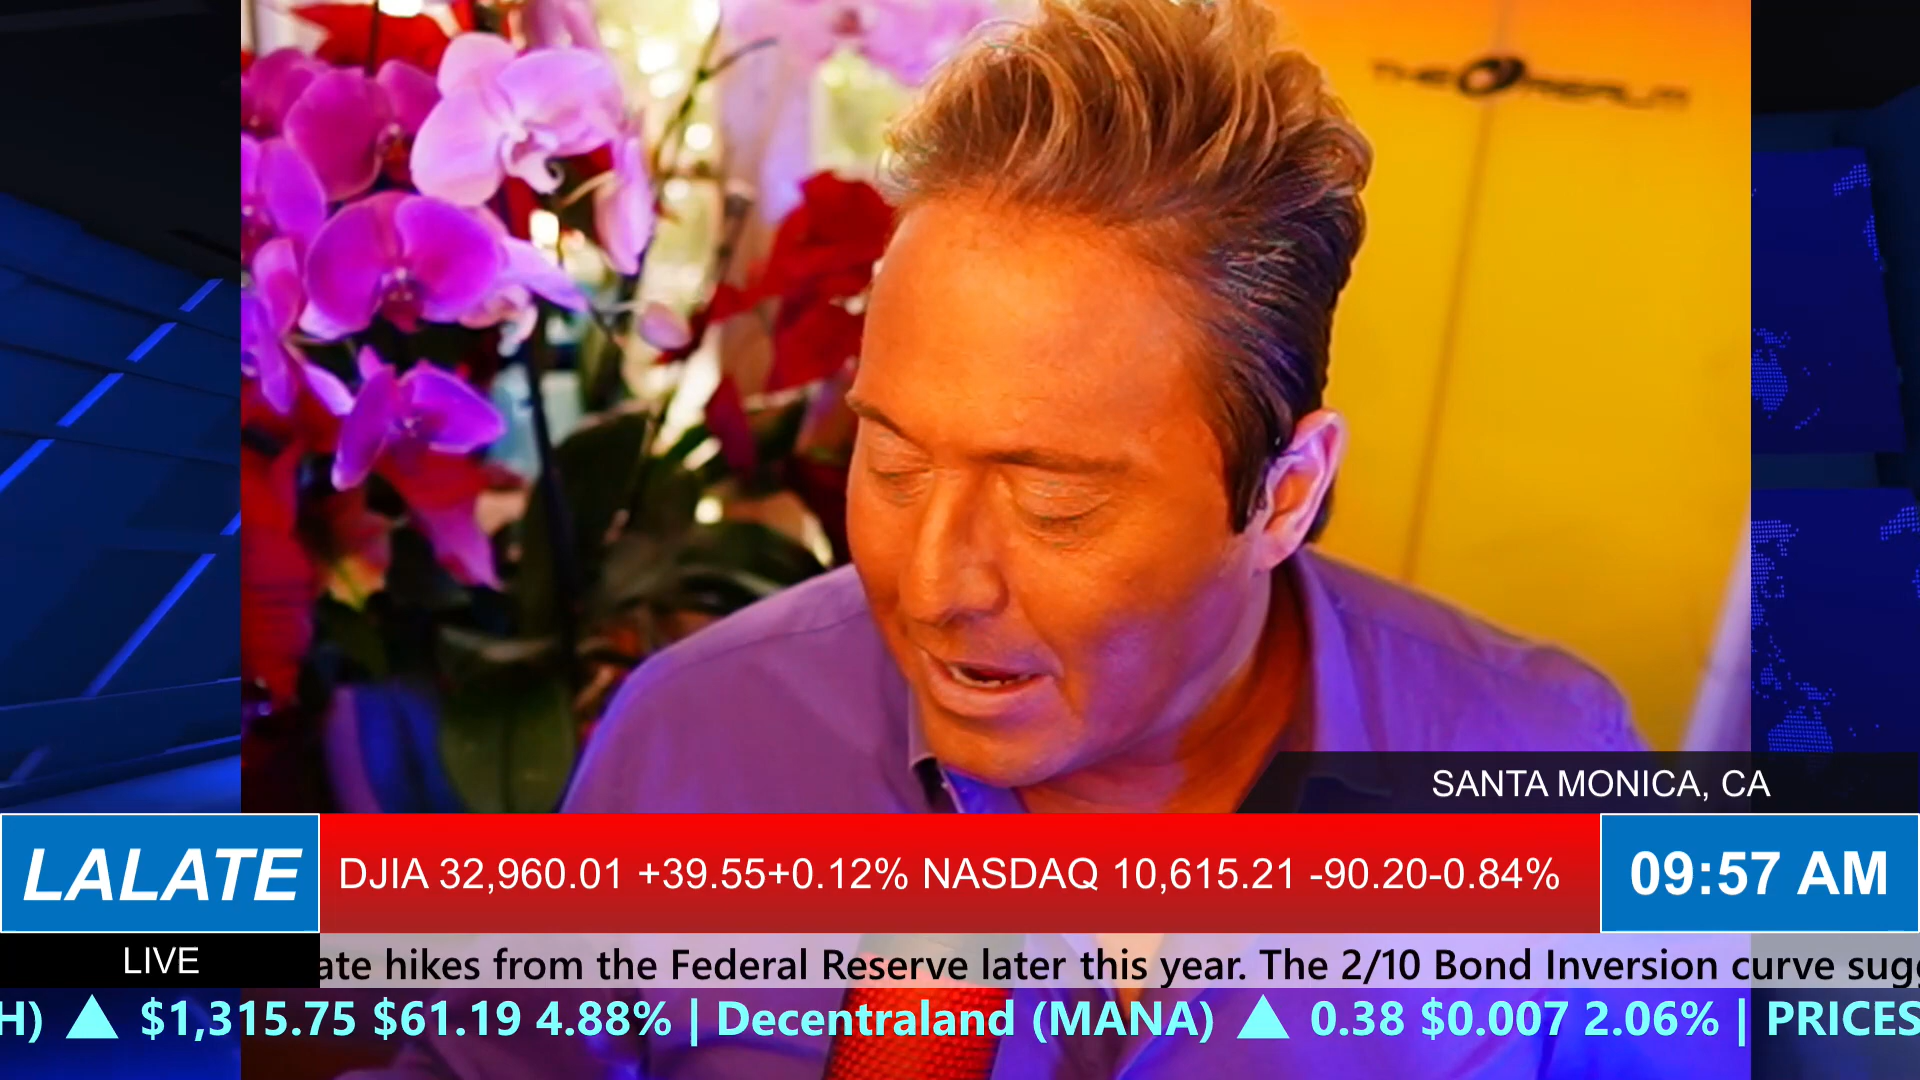 SANTA MONICA, CA
LALATE
DJIA 32,960.01 +39.55+0.12% NASDAQ 10,615.21 -90.20-0.84%
09:57 AM
LIVE
ate hikes from the Federal Reserve later this year. The 2/10 Bond Inversion curve sugg
H) ▲ $1,315.75 $61.19 4.88% | Decentraland (MANA) ▲ 0.38 $0.007 2.06% | PRICES